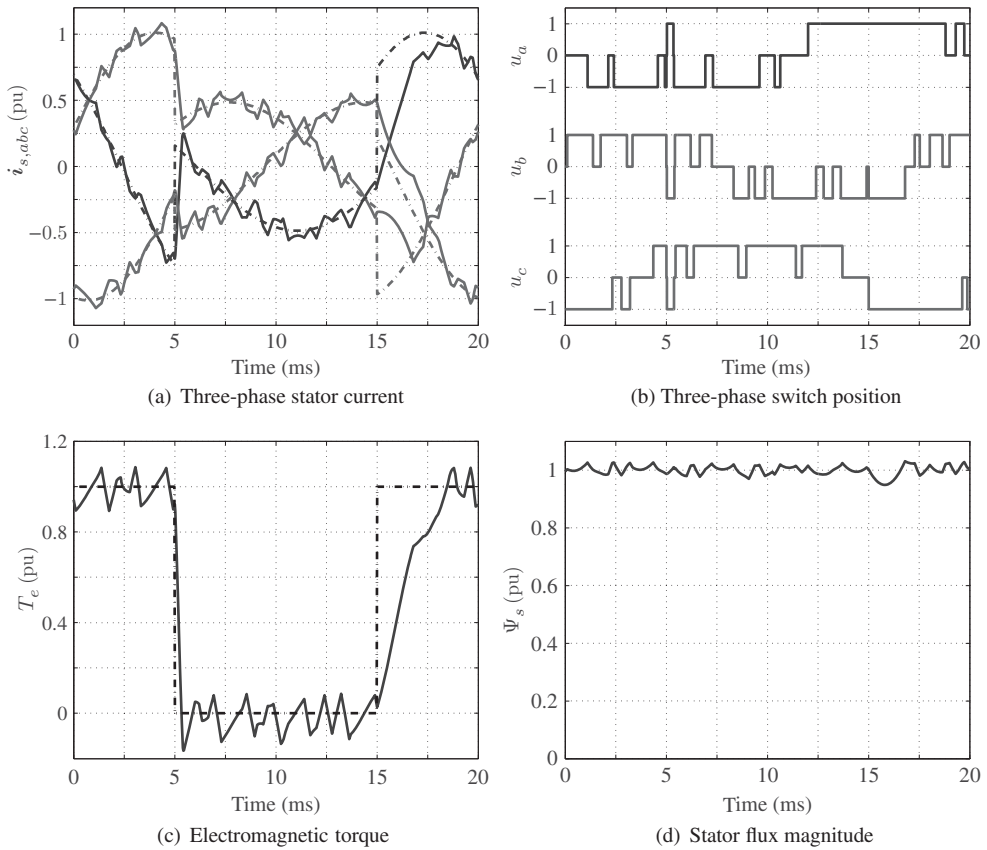 1
0.5
0
−0.5
−1
i_{s,abc} (pu)
0 5 10 15 20
Time (ms)
(a) Three-phase stator current
1
0
−1
u_a
1
0
−1
u_b
1
0
−1
u_c
0 5 10 15 20
Time (ms)
(b) Three-phase switch position
1.2
1
0.8
0.4
0
T_e (pu)
0 5 10 15 20
Time (ms)
(c) Electromagnetic torque
1
0.8
0.6
0.4
0.2
0
Ψ_s (pu)
0 5 10 15 20
Time (ms)
(d) Stator flux magnitude